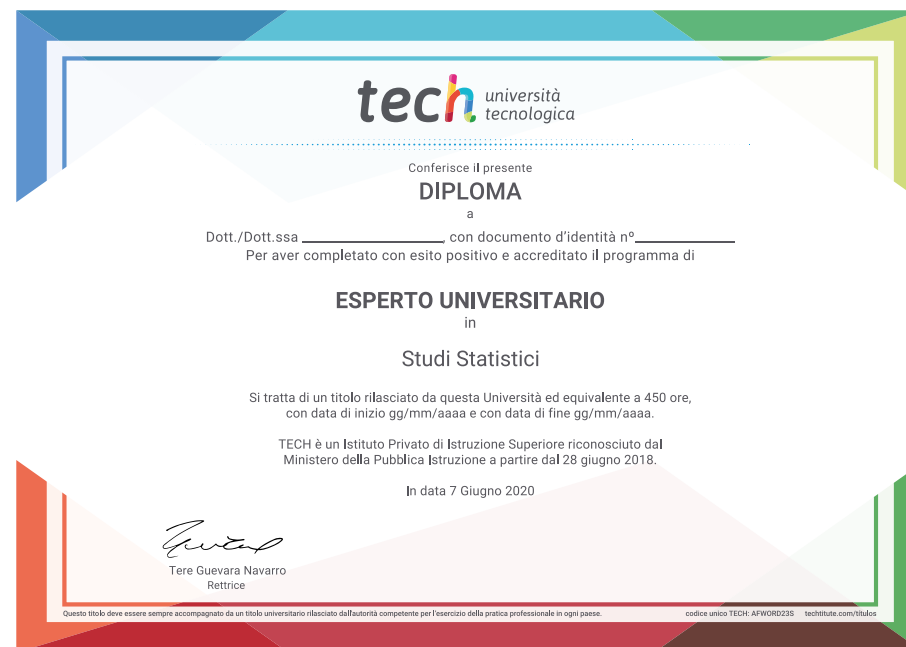 tech università
tecnologica
Conferisce il presente
DIPLOMA
a
Dott./Dott.ssa ____________________, con documento d'identità nº______________
Per aver completato con esito positivo e accreditato il programma di
ESPERTO UNIVERSITARIO
in
Studi Statistici
Si tratta di un titolo rilasciato da questa Università ed equivalente a 450 ore,
con data di inizio gg/mm/aaaa e con data di fine gg/mm/aaaa.
TECH è un Istituto Privato di Istruzione Superiore riconosciuto dal
Ministero della Pubblica Istruzione a partire dal 28 giugno 2018.
In data 7 Giugno 2020
Tere Guevara Navarro
Rettrice
Questo titolo deve essere sempre accompagnato da un titolo universitario rilasciato dall'autorità competente per l'esercizio della pratica professionale in ogni paese. codice unico TECH: AFWORD23S techtitute.com/titulos